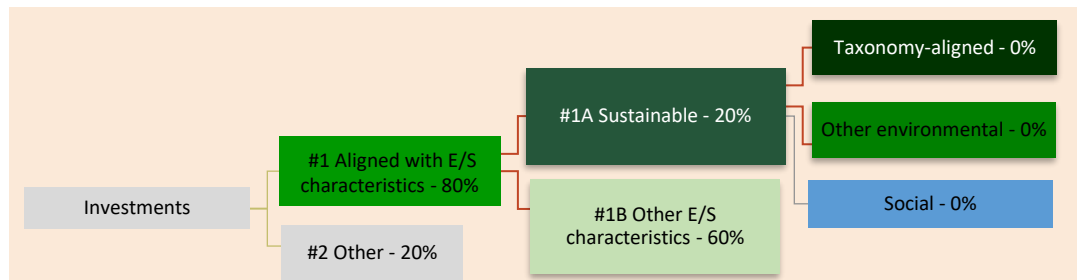 Investments
#1 Aligned with E/S
characteristics - 80%
#2 Other - 20%
#1A Sustainable - 20%
#1B Other E/S
characteristics - 60%
Taxonomy-aligned - 0%
Other environmental - 0%
Social - 0%